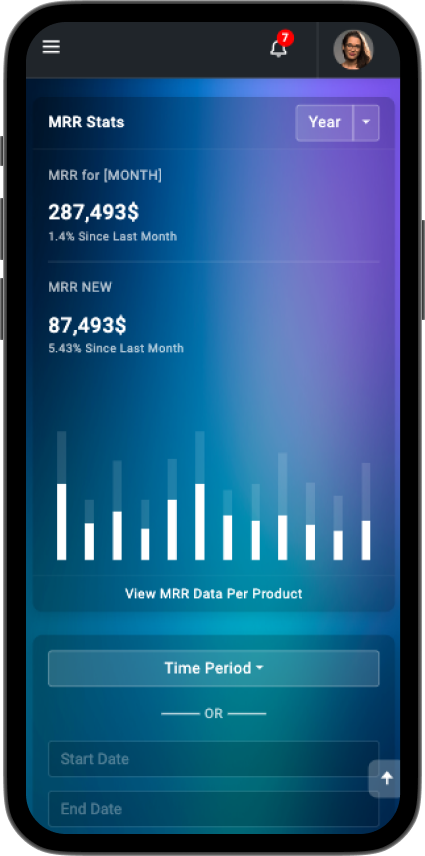 7
MRR Stats
Year
MRR for [MONTH]
287,493$
1.4% Since Last Month
MRR NEW
87,493$
5.43% Since Last Month
View MRR Data Per Product
Time Period
OR
Start Date
End Date